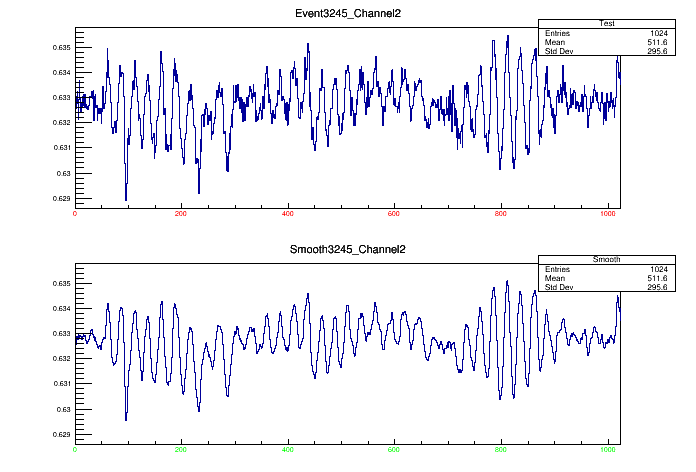 Event3245_Channel2
Test
Entries 1024
Mean 511.6
Std Dev 295.6
0.635
0.634
0.633
0.632
0.631
0.63
0.629
0 200 400 600 800 1000
Smooth3245_Channel2
Smooth
Entries 1024
Mean 511.6
Std Dev 295.6
0.635
0.634
0.633
0.632
0.631
0.63
0.629
0 200 400 600 800 1000